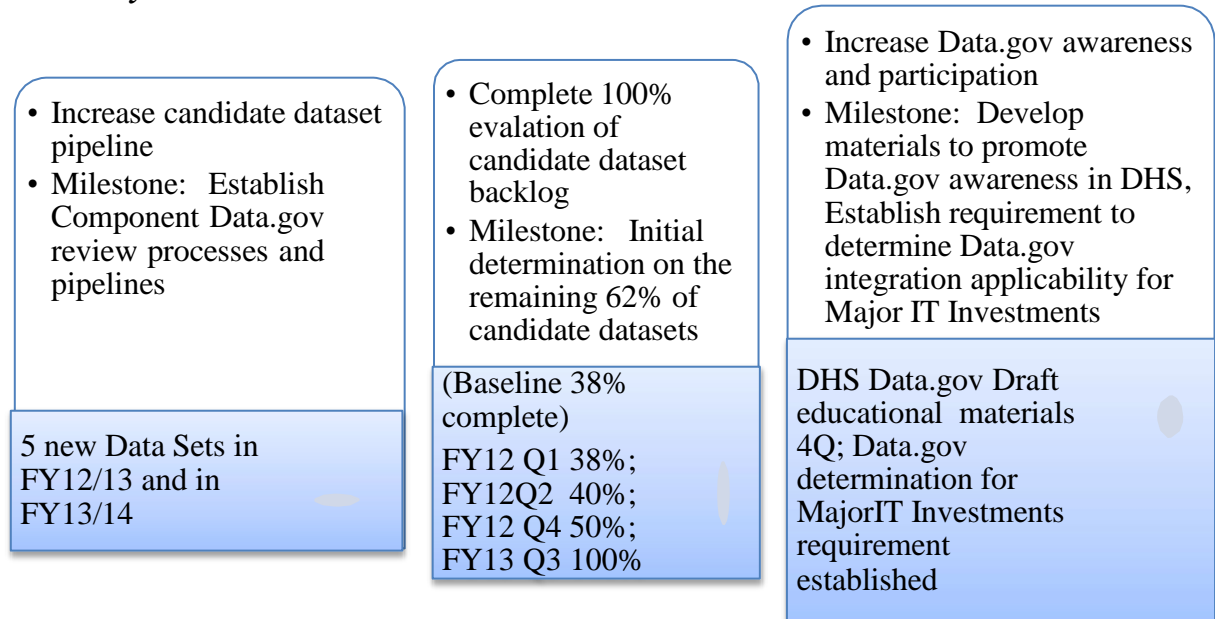 • Increase candidate dataset
pipeline
• Milestone: Establish
Component Data.gov
review processes and
pipelines
5 new Data Sets in
FY12/13 and in
FY13/14
• Complete 100%
evalation of
candidate dataset
backlog
• Milestone: Initial
determination on the
remaining 62% of
candidate datasets
(Baseline 38%
complete)
FY12 Q1 38%;
FY12Q2 40%;
FY12 Q4 50%;
FY13 Q3 100%
• Increase Data.gov awareness
and participation
• Milestone: Develop
materials to promote
Data.gov awareness in DHS,
Establish requirement to
determine Data.gov
integration applicability for
Major IT Investments
DHS Data.gov Draft
educational materials
4Q; Data.gov
determination for
MajorIT Investments
requirement
established